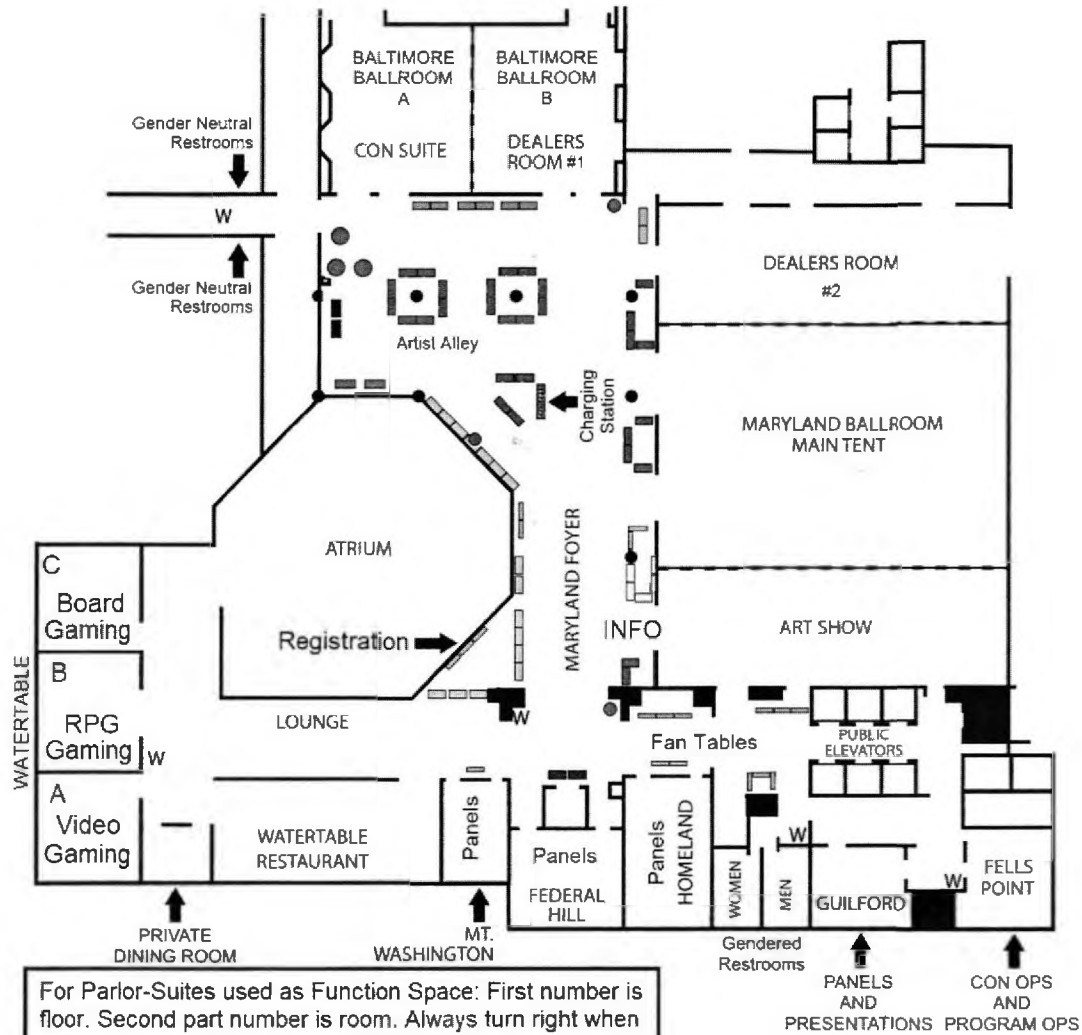 BALTIMORE
BALLROOM
A
CON SUITE
BALTIMORE
BALLROOM
B
DEALERS
ROOM #1
Gender Neutral
Restrooms
W
Gender Neutral
Restrooms
DEALERS ROOM
#2
Artist Alley
Charging
Station
MARYLAND BALLROOM
MAIN TENT
ATRIUM
MARYLAND FOYER
C
Board
Gaming
Registration
INFO
ART SHOW
WATERTABLE
B
RPG
Gaming
W
LOUNGE
W
Fan Tables
PUBLIC
ELEVATORS
A
Video
Gaming
WATERTABLE
RESTAURANT
Panels
Panels
FEDERAL
HILL
Panels
HOMELAND
WOMEN
MEN
W
GUILFORD
W
FELLS
POINT
PRIVATE
DINING ROOM
MT.
WASHINGTON
Gendered
Restrooms
PANELS
AND
PRESENTATIONS
CON OPS
AND
PROGRAM OPS
For Parlor-Suites used as Function Space: First number is
floor. Second part number is room. Always turn right when